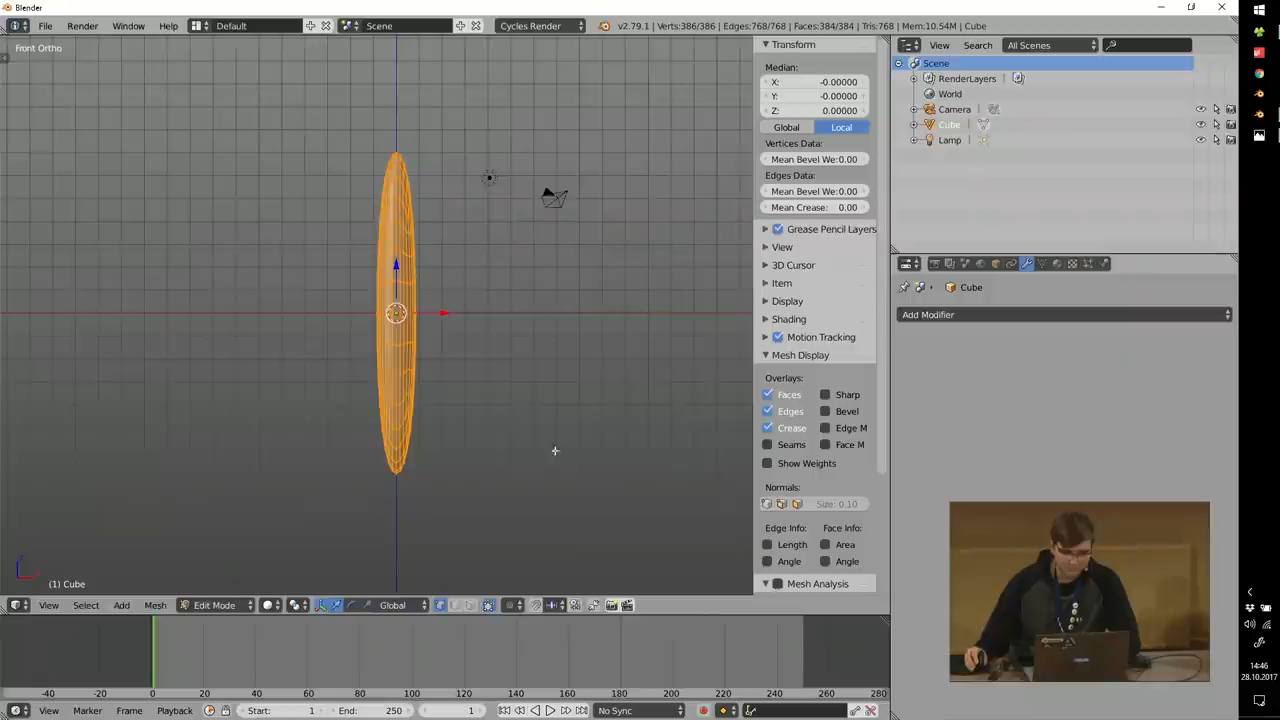 Blender
File Render Window Help Default Scene Cycles Render v2.79.1 | Verts:386/386 | Edges:768/768 | Faces:384/384 | Tris:768 | Mem:10.54M | Cube
Front Ortho
(1) Cube
View Select Add Mesh Edit Mode Global
Transform
Median:
X: -0.00000
Y: -0.00000
Z: 0.00000
Global Local
Vertices Data:
Mean Bevel We:0.00
Edges Data:
Mean Bevel We:0.00
Mean Crease: 0.00
Grease Pencil Layers
View
3D Cursor
Item
Display
Shading
Motion Tracking
Mesh Display
Overlays:
Faces Sharp
Edges Bevel
Crease Edge M
Seams Face M
Show Weights
Normals:
Size: 0.10
Edge Info: Face Info:
Length Area
Angle Angle
Mesh Analysis
View Search All Scenes
Scene
RenderLayers
World
Camera
Cube
Lamp
Cube
Add Modifier
-40 -20 0 20 40 60 80 100 120 140 160 180 200 220 240 260 280
View Marker Frame Playback Start: 1 End: 250 1 No Sync
14:46
28.10.2017